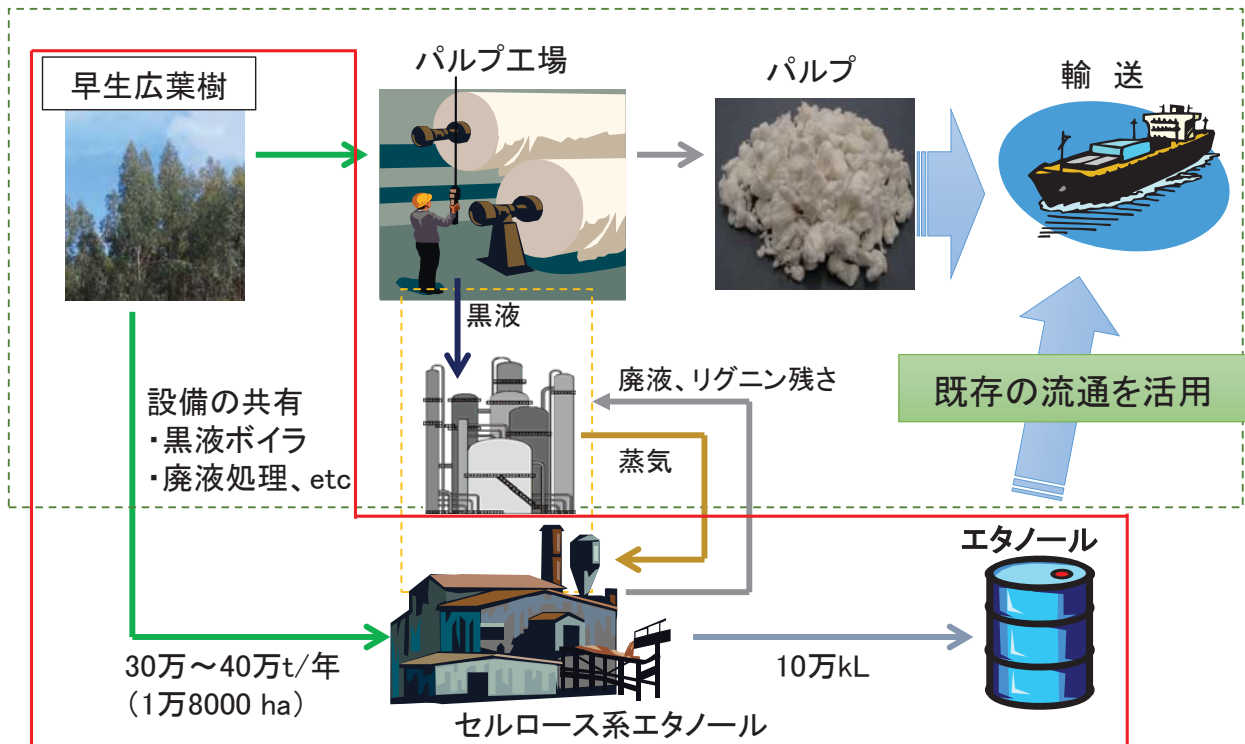 早生広葉樹
パルプ工場
パルプ
輸 送
黒液
設備の共有
・黒液ボイラ
・廃液処理、etc
廃液、リグニン残さ
蒸気
既存の流通を活用
エタノール
30万～40万t/年
(1万8000 ha)
10万kL
セルロース系エタノール